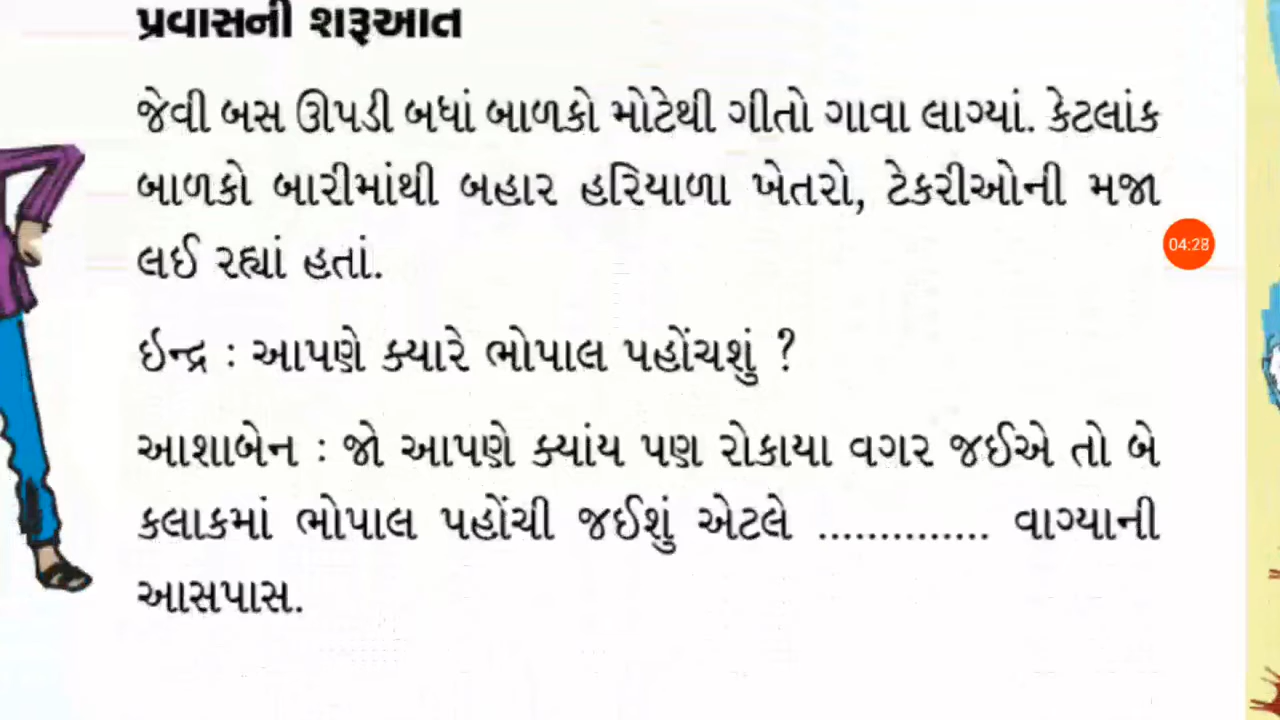 પ્રવાસની શરૂઆત
જેવી બસ ઊપડી બધાં બાળકો મોટેથી ગીતો ગાવા લાગ્યાં. કેટલાંક
બાળકો બારીમાંથી બહાર હરિયાળા ખેતરો, ટેકરીઓની મજા
લઈ રહ્યાં હતાં.
04:28
ઇન્દ્ર : આપણે ક્યારે ભોપાલ પહોંચશું ?
આશાબેન : જો આપણે ક્યાંય પણ રોકાયા વગર જઈએ તો બે
કલાકમાં ભોપાલ પહોંચી જઈશું એટલે .............. વાગ્યાની
આસપાસ.